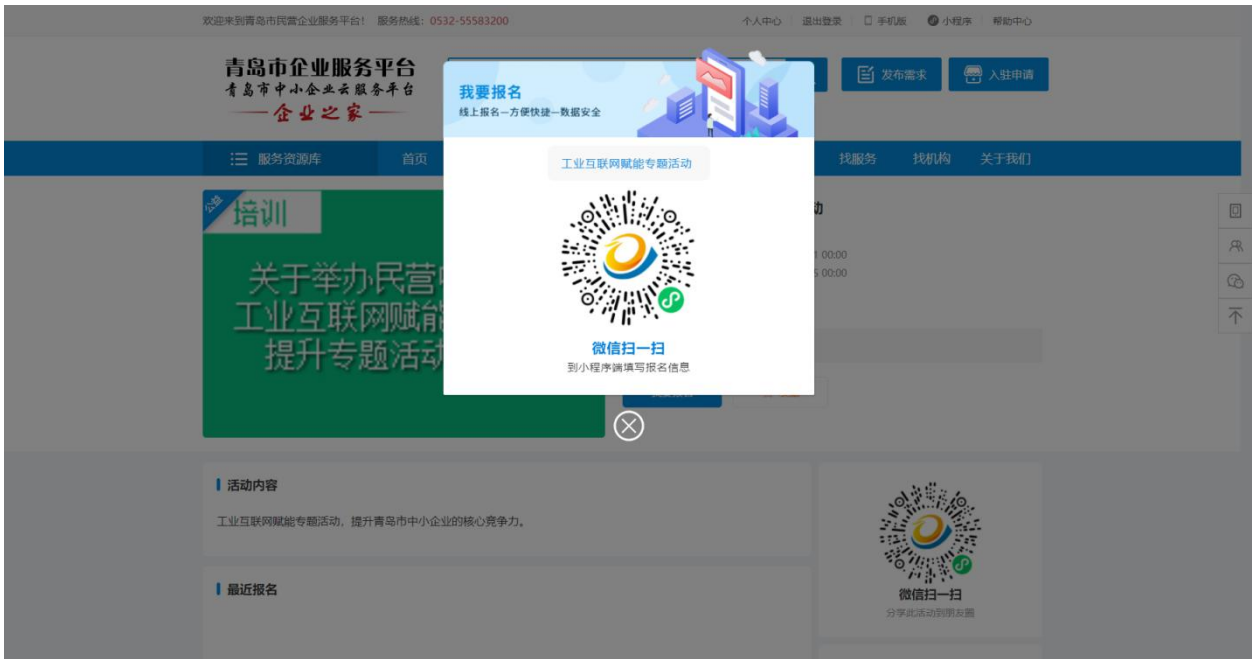 欢迎来到青岛市民营企业服务平台! 服务热线：0532-55583200
个人中心 退出登录 手机版 小程序 帮助中心
青岛市企业服务平台
青岛市中小企业云服务平台
企业之家
发布需求
入驻申请
我要报名
线上报名—方便快捷—数据安全
服务资源库 首页 找服务 找机构 关于我们
工业互联网赋能专题活动
培训
关于举办民营
工业互联网赋能
提升专题活动
动
00:00
00:00
微信扫一扫
到小程序端填写报名信息
活动内容
工业互联网赋能专题活动，提升青岛市中小企业的核心竞争力。
最近报名
微信扫一扫
分享此活动到朋友圈